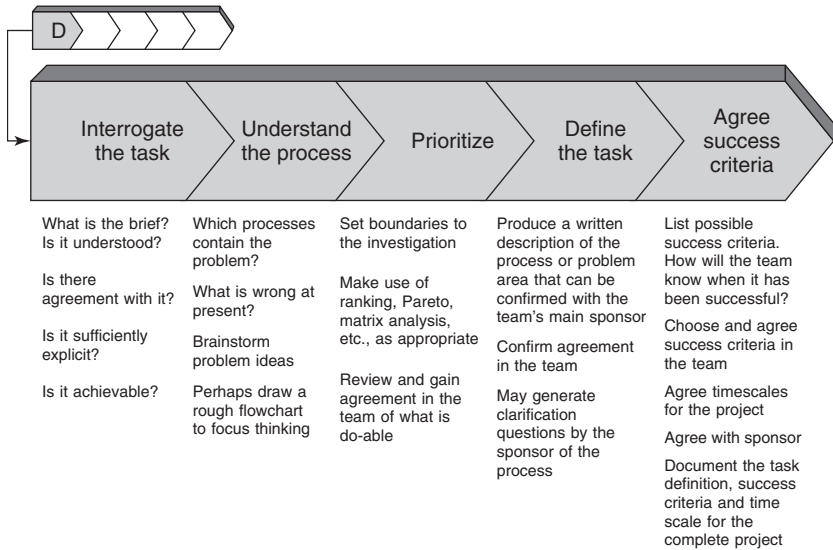 D
Interrogate
the task
Understand
the process
Prioritize
Define
the task
Agree
success
criteria
What is the brief?
Is it understood?
Is there
agreement with it?
Is it sufficiently
explicit?
Is it achievable?
Which processes
contain the
problem?
What is wrong at
present?
Brainstorm
problem ideas
Perhaps draw a
rough flowchart
to focus thinking
Set boundaries to
the investigation
Make use of
ranking, Pareto,
matrix analysis,
etc., as appropriate
Review and gain
agreement in the
team of what is
do-able
Produce a written
description of the
process or problem
area that can be
confirmed with the
team's main sponsor
Confirm agreement
in the team
May generate
clarification
questions by the
sponsor of the
process
List possible
success criteria.
How will the team
know when it has
been successful?
Choose and agree
success criteria in
the team
Agree timescales
for the project
Agree with sponsor
Document the task
definition, success
criteria and time
scale for the
complete project